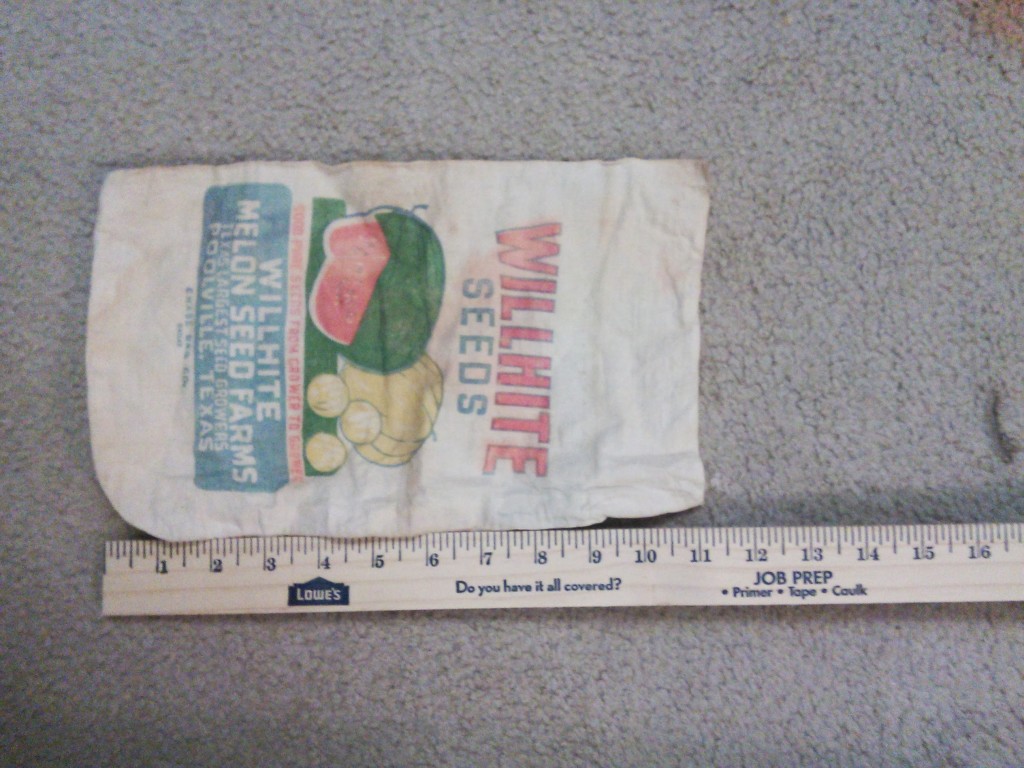 WILLHITE
SEEDS
WILLHITE
MELON SEED FARMS
POOLVILLE, TEXAS
1 2 3 4 5 6 7 8 9 10 11 12 13 14 15 16
LOWE'S
Do you have it all covered?
JOB PREP
• Primer • Tape • Caulk